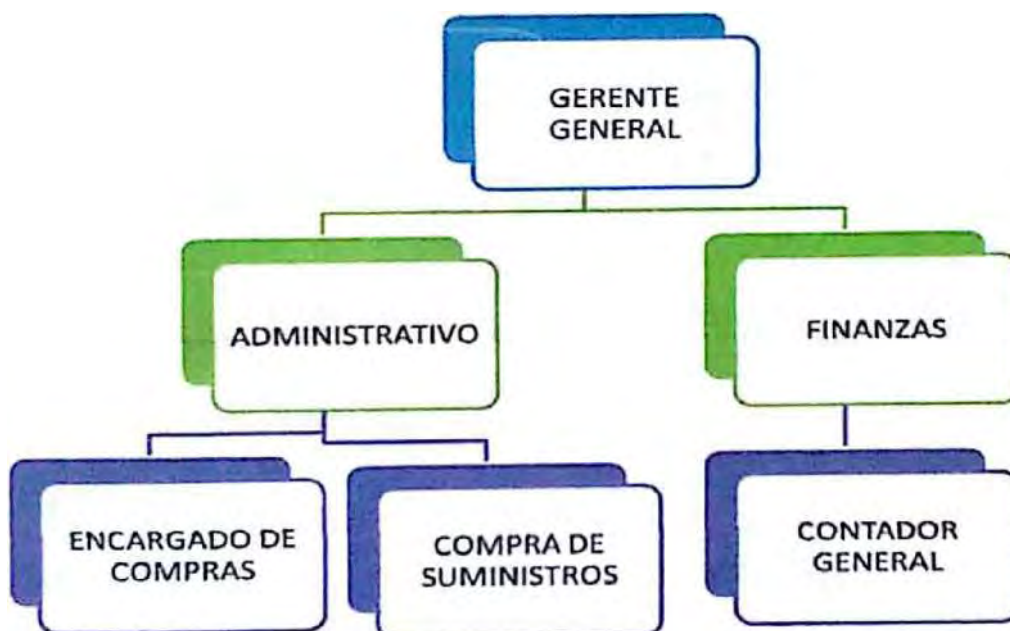 GERENTE
GENERAL
ADMINISTRATIVO
FINANZAS
ENCARGADO DE
COMPRAS
COMPRA DE
SUMINISTROS
CONTADOR
GENERAL